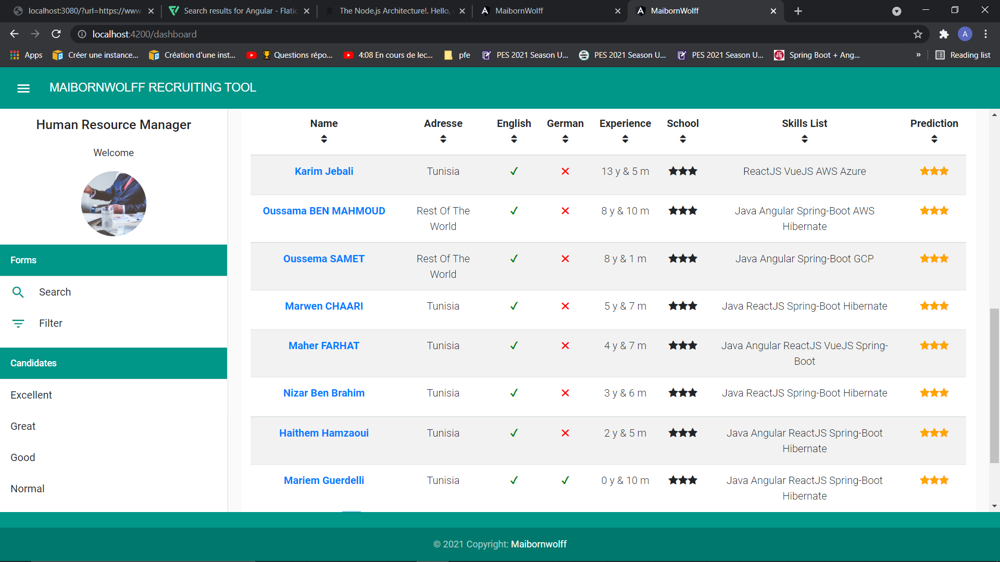 localhost:3080/?url=https://www.
Search results for Angular - Flatic
The Node.js Architecture!. Hello,
MaibornWolff
MaibornWolff
localhost:4200/dashboard
A
Apps
Créer une instance...
Création d'une inst...
Questions répo...
4:08 En cours de lec...
pfe
PES 2021 Season U...
PES 2021 Season U...
PES 2021 Season U...
Spring Boot + Ang...
»
Reading list
MAIBORNWOLFF RECRUITING TOOL
Human Resource Manager
Welcome
Forms
Search
Filter
Candidates
Excellent
Great
Good
Normal
Name Adresse English German Experience School Skills List Prediction
Karim Jebali Tunisia ✓ ✕ 13 y & 5 m ★★★ ReactJS VueJS AWS Azure ★★★
Oussama BEN MAHMOUD Rest Of The ✓ ✕ 8 y & 10 m ★★★ Java Angular Spring-Boot AWS ★★★
World Hibernate
Oussema SAMET Rest Of The ✓ ✕ 8 y & 1 m ★★★ Java Angular Spring-Boot GCP ★★★
World
Marwen CHAARI Tunisia ✓ ✕ 5 y & 7 m ★★★ Java ReactJS Spring-Boot Hibernate ★★★
Maher FARHAT Tunisia ✓ ✕ 4 y & 7 m ★★★ Java Angular ReactJS VueJS Spring- ★★★
Boot
Nizar Ben Brahim Tunisia ✓ ✕ 3 y & 6 m ★★★ Java ReactJS Spring-Boot Hibernate ★★★
Haithem Hamzaoui Tunisia ✓ ✕ 2 y & 5 m ★★★ Java Angular ReactJS Spring-Boot ★★★
Hibernate
Mariem Guerdelli Tunisia ✓ ✓ 0 y & 10 m ★★★ Java Angular ReactJS Spring-Boot ★★★
Hibernate
© 2021 Copyright: Maibornwolff